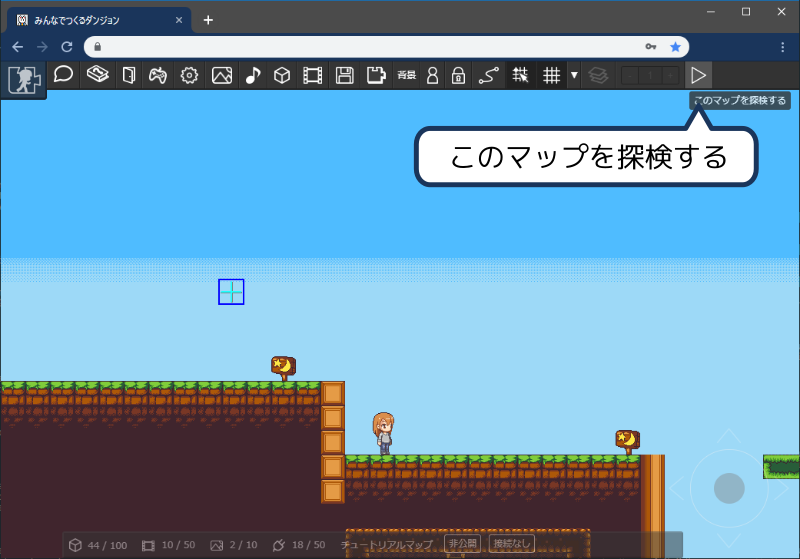 みんなでつくるダンジョン
背景
このマップを探検する
このマップを探検する
44 / 100 10 / 50 2 / 10 18 / 50 チュートリアルマップ 非公開 接続なし